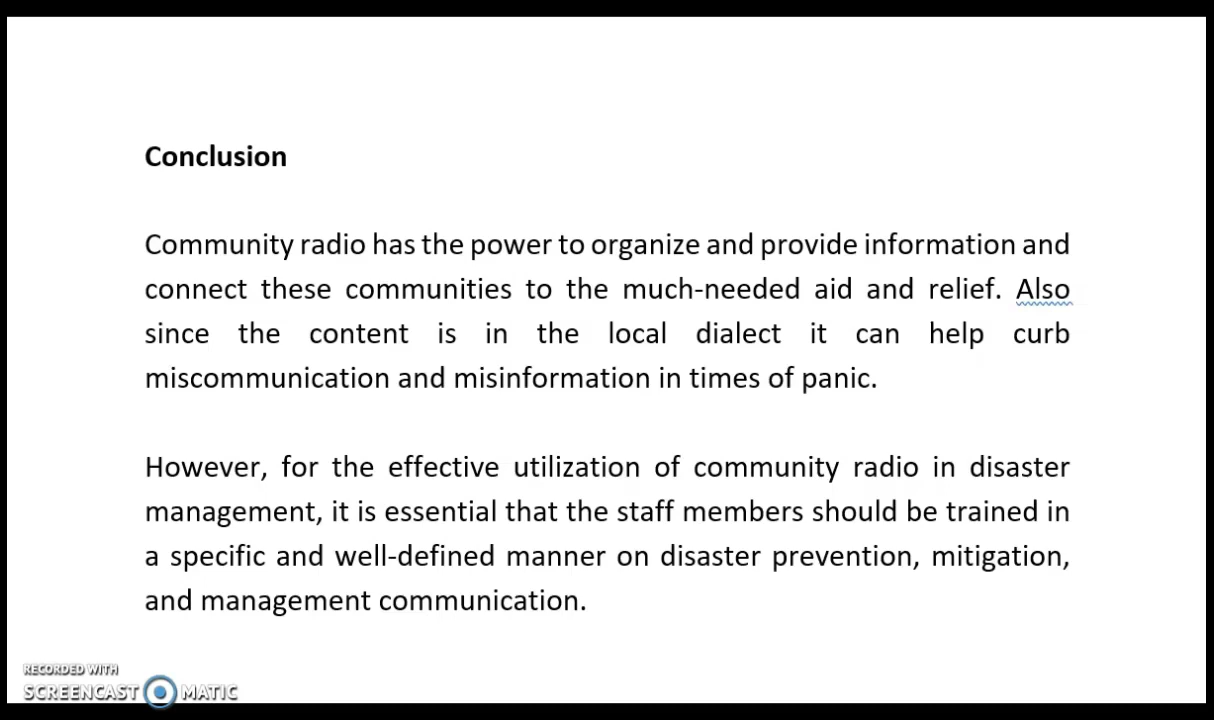 Conclusion
Community radio has the power to organize and provide information and
connect these communities to the much-needed aid and relief. Also
since the content is in the local dialect it can help curb
miscommunication and misinformation in times of panic.
However, for the effective utilization of community radio in disaster
management, it is essential that the staff members should be trained in
a specific and well-defined manner on disaster prevention, mitigation,
and management communication.
RECORDED WITH
SCREENCAST MATIC